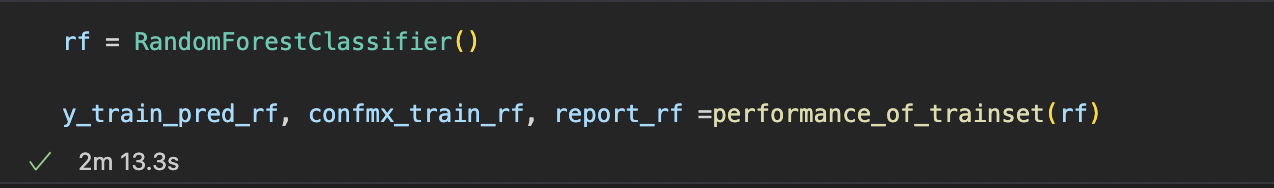 rf = RandomForestClassifier()
y_train_pred_rf, confmx_train_rf, report_rf =performance_of_trainset(rf)
2m 13.3s